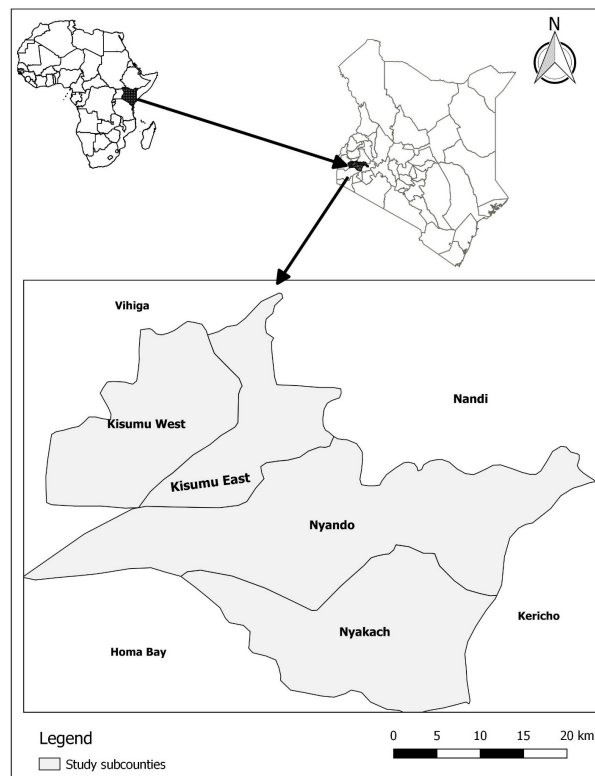 N
Vihiga
Nandi
Kisumu West
Kisumu East
Nyando
Nyakach
Kericho
Homa Bay
Legend
Study subcounties
0 5 10 15 20 km